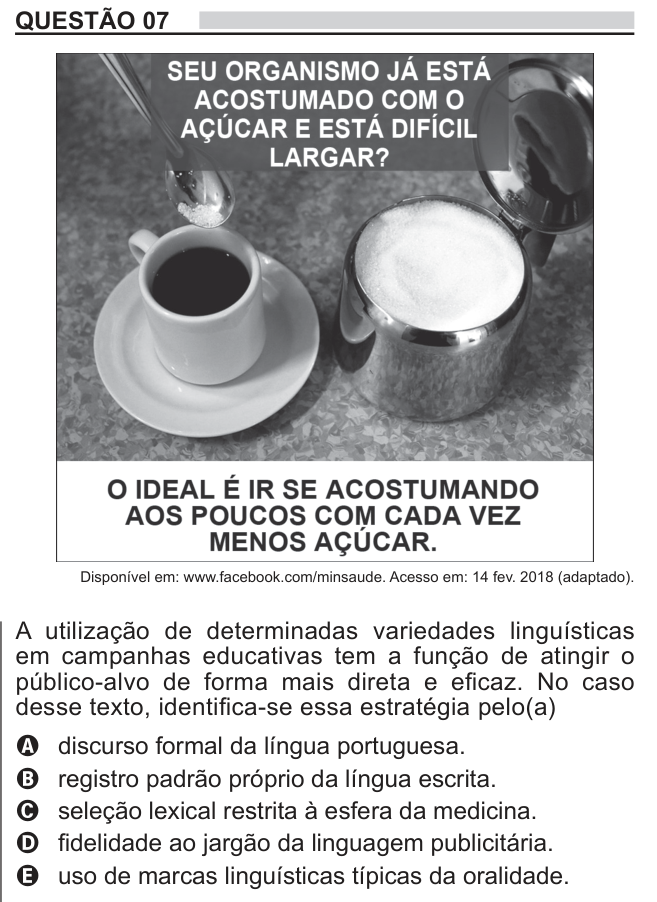 QUESTÃO 07
SEU ORGANISMO JÁ ESTÁ
ACOSTUMADO COM O
AÇÚCAR E ESTÁ DIFÍCIL
LARGAR?
O IDEAL É IR SE ACOSTUMANDO
AOS POUCOS COM CADA VEZ
MENOS AÇÚCAR.
Disponível em: www.facebook.com/minsaude. Acesso em: 14 fev. 2018 (adaptado).
A utilização de determinadas variedades linguísticas
em campanhas educativas tem a função de atingir o
público-alvo de forma mais direta e eficaz. No caso
desse texto, identifica-se essa estratégia pelo(a)
A discurso formal da língua portuguesa.
B registro padrão próprio da língua escrita.
C seleção lexical restrita à esfera da medicina.
D fidelidade ao jargão da linguagem publicitária.
E uso de marcas linguísticas típicas da oralidade.